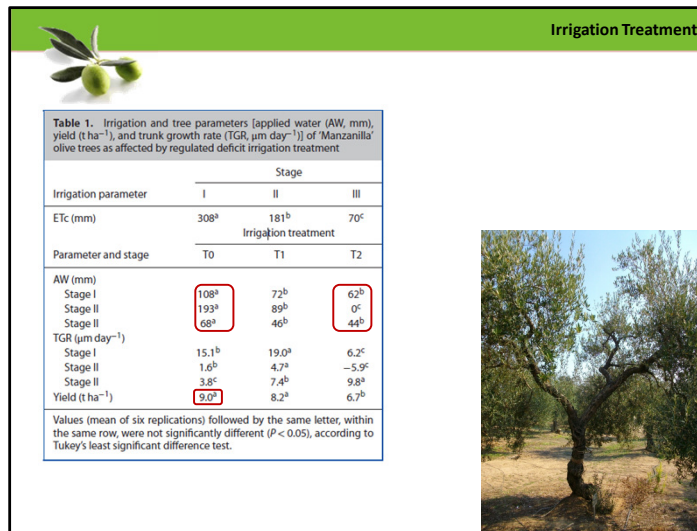 Irrigation Treatment
Table 1. Irrigation and tree parameters [applied water (AW, mm),
yield (t ha⁻¹), and trunk growth rate (TGR, μm day⁻¹)] of ‘Manzanilla’
olive trees as affected by regulated deficit irrigation treatment
Stage
Irrigation parameter I II III
ETc (mm) 308ᵃ 181ᵇ 70ᶜ
Irrigation treatment
Parameter and stage T0 T1 T2
AW (mm)
Stage I 108ᵃ 72ᵇ 62ᵇ
Stage II 193ᵃ 89ᵇ 0ᶜ
Stage II 68ᵃ 46ᵇ 44ᵇ
TGR (μm day⁻¹)
Stage I 15.1ᵇ 19.0ᵃ 6.2ᶜ
Stage II 1.6ᵇ 4.7ᵃ −5.9ᶜ
Stage II 3.8ᶜ 7.4ᵇ 9.8ᵃ
Yield (t ha⁻¹) 9.0ᵃ 8.2ᵃ 6.7ᵇ
Values (mean of six replications) followed by the same letter, within
the same row, were not significantly different (P < 0.05), according to
Tukey's least significant difference test.